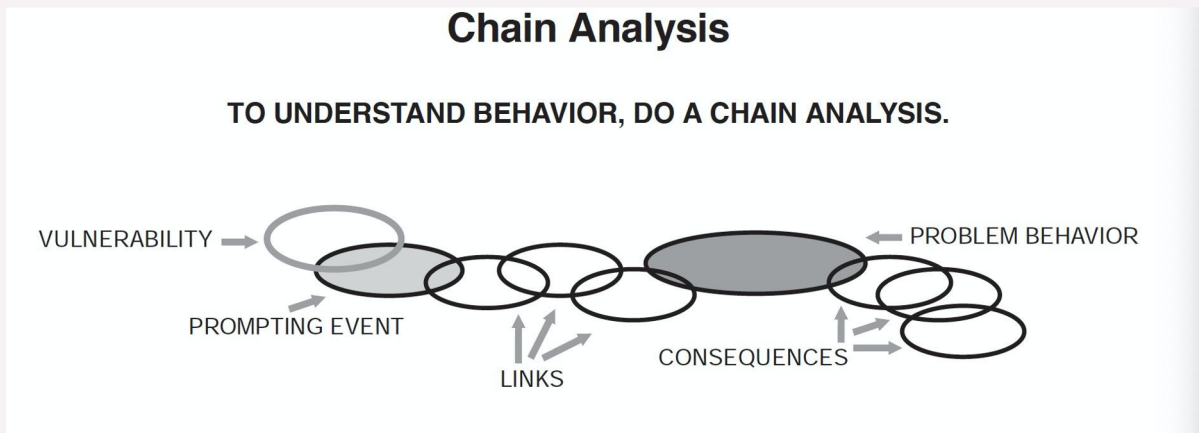 Chain Analysis
TO UNDERSTAND BEHAVIOR, DO A CHAIN ANALYSIS.
VULNERABILITY
PROBLEM BEHAVIOR
PROMPTING EVENT
LINKS
CONSEQUENCES